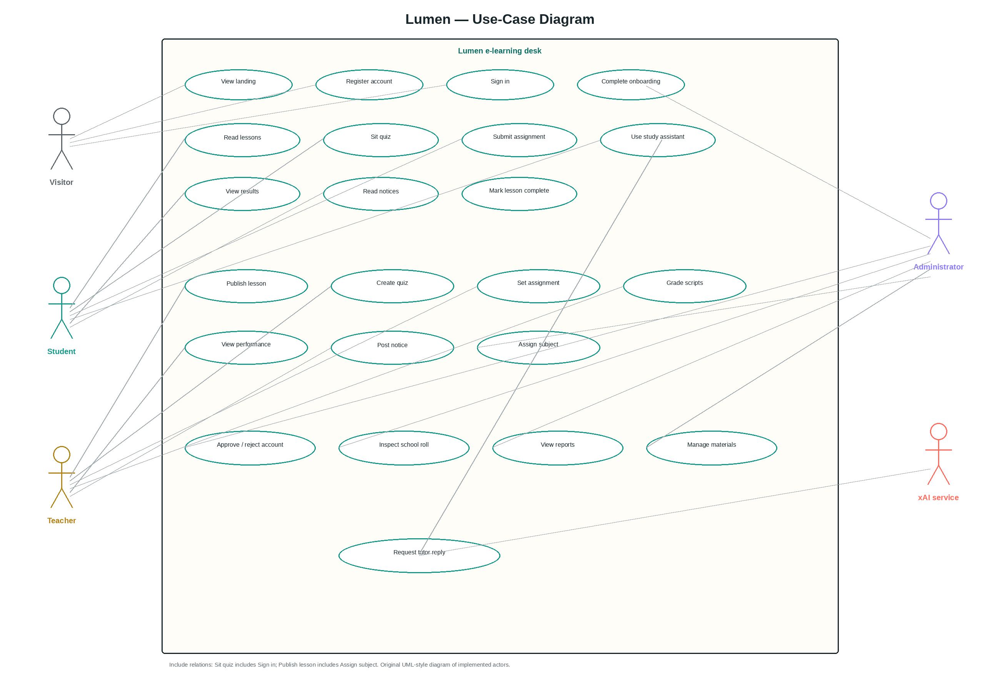 Lumen — Use-Case Diagram
Lumen e-learning desk
View landing
Register account
Sign in
Complete onboarding
Read lessons
Sit quiz
Submit assignment
Use study assistant
Visitor
View results
Read notices
Mark lesson complete
Administrator
Publish lesson
Create quiz
Set assignment
Grade scripts
Student
View performance
Post notice
Assign subject
Approve / reject account
Inspect school roll
View reports
Manage materials
xAI service
Teacher
Request tutor reply
Include relations: Sit quiz includes Sign in; Publish lesson includes Assign subject. Original UML-style diagram of implemented actors.